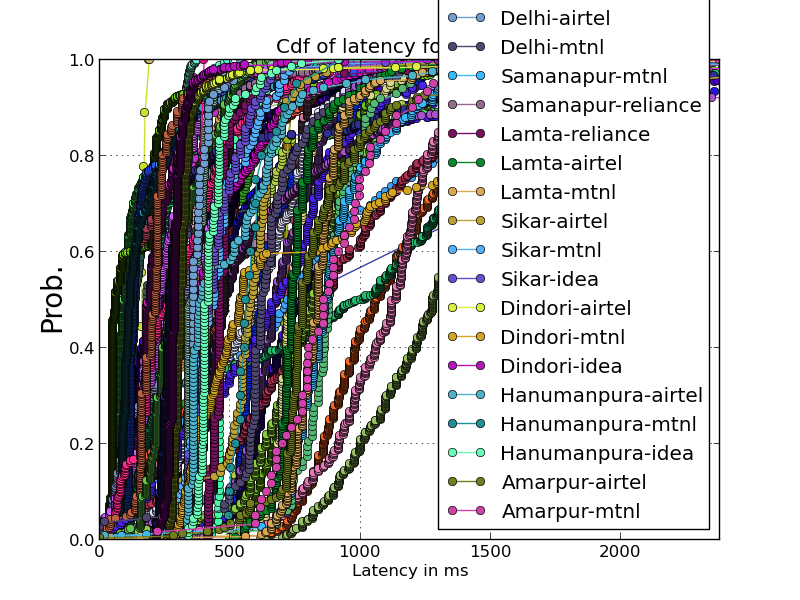 Cdf of latency fo
Delhi-airtel
Delhi-mtnl
Samanapur-mtnl
Samanapur-reliance
Lamta-reliance
Lamta-airtel
Lamta-mtnl
Sikar-airtel
Sikar-mtnl
Sikar-idea
Dindori-airtel
Dindori-mtnl
Dindori-idea
Hanumanpura-airtel
Hanumanpura-mtnl
Hanumanpura-idea
Amarpur-airtel
Amarpur-mtnl
Prob.
1.0
0.8
0.6
0.4
0.2
0.0
0 500 1000 1500 2000
Latency in ms